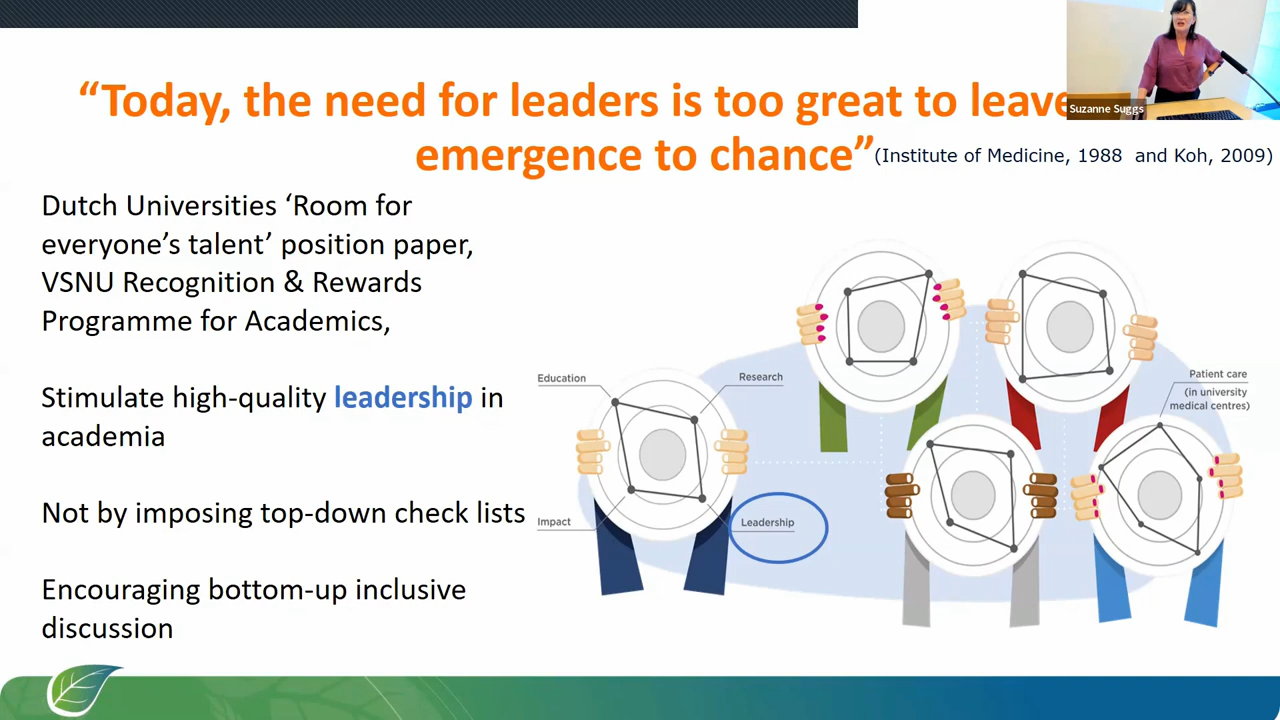 “Today, the need for leaders is too great to leave
emergence to chance”(Institute of Medicine, 1988 and Koh, 2009)
Suzanne Suggs
Dutch Universities ‘Room for
everyone’s talent’ position paper,
VSNU Recognition & Rewards
Programme for Academics,
Stimulate high-quality leadership in
academia
Not by imposing top-down check lists
Encouraging bottom-up inclusive
discussion
Education
Research
Impact
Leadership
Patient care
(in university
medical centres)